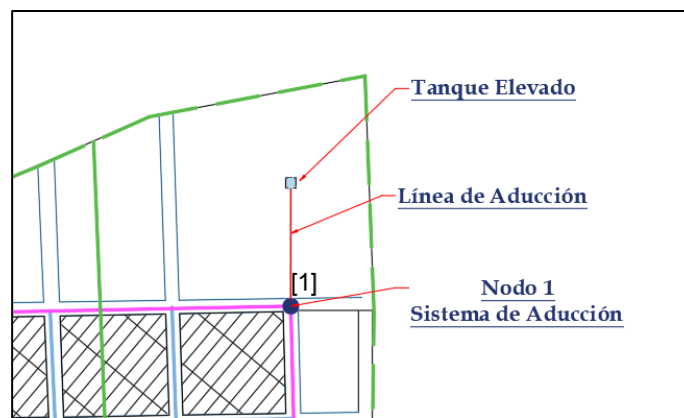 Tanque Elevado
Línea de Aducción
[1]
Nodo 1
Sistema de Aducción